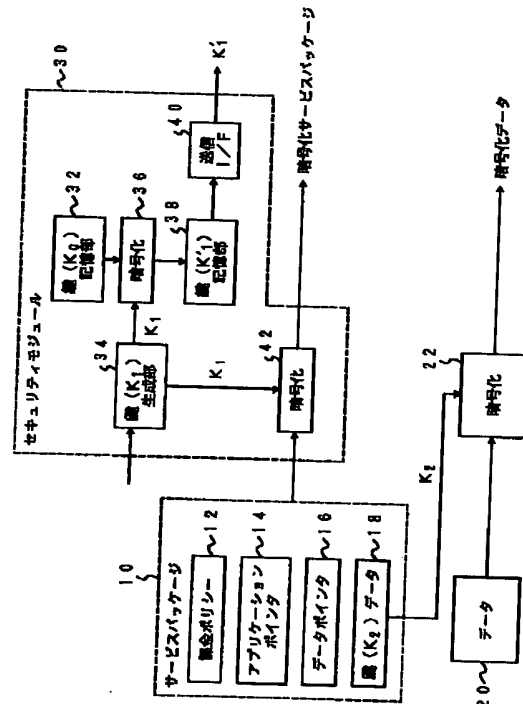 セキュリティモジュール
30
鍵(K0)
記憶部
32
34
鍵(K1)
生成部
K1
暗号化
36
鍵(K'1)
記憶部
38
送信
I/F
40
K'1
K1
42
暗号化
暗号化サービスパッケージ
10
サービスパッケージ
課金ポリシー
12
アプリケーション
ポインタ
14
データポインタ
16
鍵(K2)データ
18
K2
22
暗号化
暗号化データ
データ
20